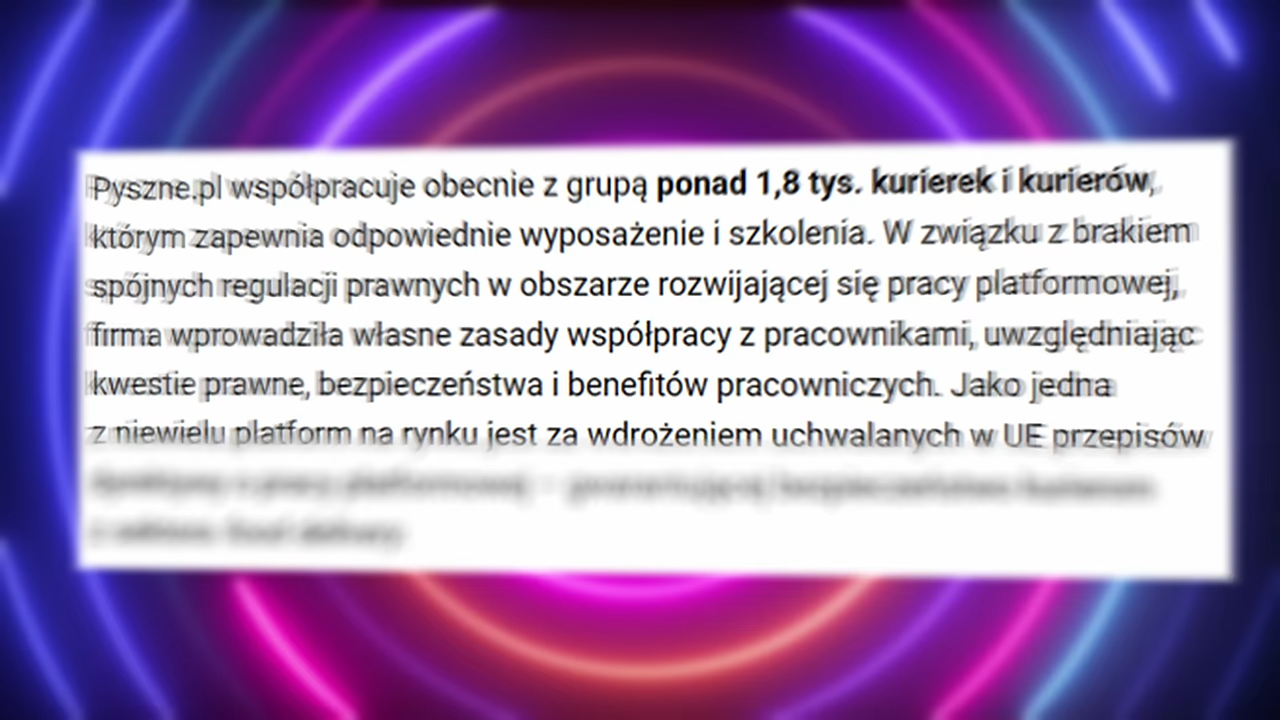 Pyszne.pl współpracuje obecnie z grupą ponad 1,8 tys. kurierek i kurierów,
którym zapewnia odpowiednie wyposażenie i szkolenia. W związku z brakiem
spójnych regulacji prawnych w obszarze rozwijającej się pracy platformowej,
firma wprowadziła własne zasady współpracy z pracownikami, uwzględniając
kwestie prawne, bezpieczeństwa i benefitów pracowniczych. Jako jedna
z niewielu platform na rynku jest za wdrożeniem uchwalanych w UE przepisów